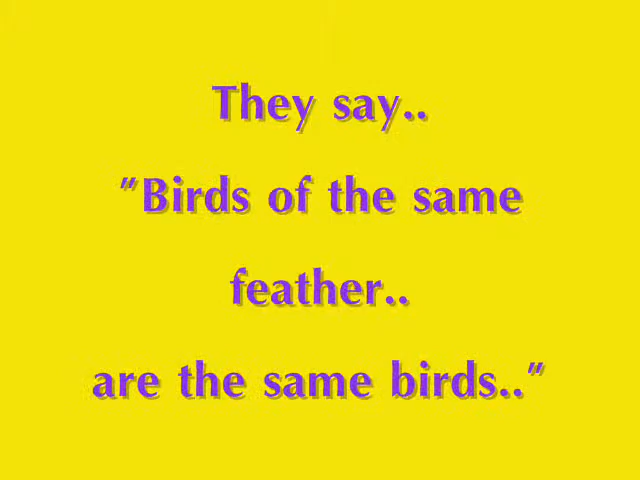 They say..
"Birds of the same
feather..
are the same birds.."